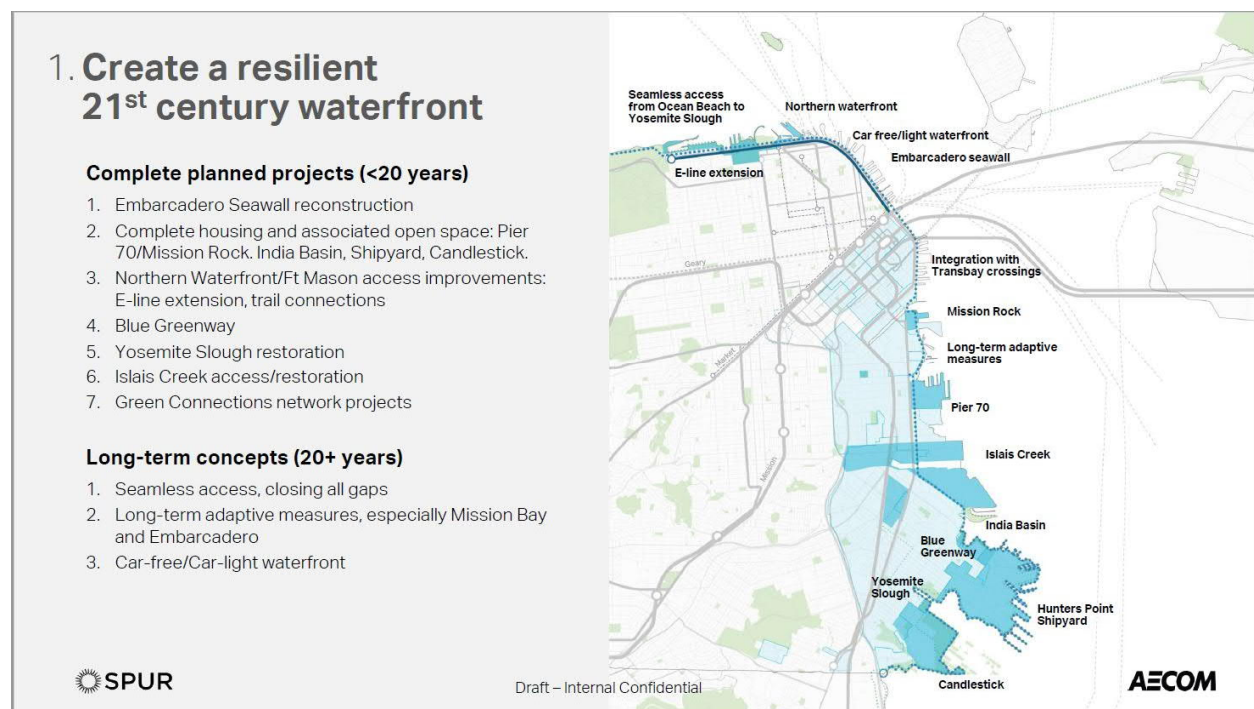 1. Create a resilient
21st century waterfront
Complete planned projects (<20 years)
1. Embarcadero Seawall reconstruction
2. Complete housing and associated open space: Pier
70/Mission Rock. India Basin, Shipyard, Candlestick.
3. Northern Waterfront/Ft Mason access improvements:
E-line extension, trail connections
4. Blue Greenway
5. Yosemite Slough restoration
6. Islais Creek access/restoration
7. Green Connections network projects
Long-term concepts (20+ years)
1. Seamless access, closing all gaps
2. Long-term adaptive measures, especially Mission Bay
and Embarcadero
3. Car-free/Car-light waterfront
SPUR
Draft – Internal Confidential
AECOM
Seamless access
from Ocean Beach to
Yosemite Slough
Northern waterfront
Car free/light waterfront
Embarcadero seawall
E-line extension
Geary
Market
Mission
Integration with
Transbay crossings
Mission Rock
Long-term adaptive
measures
Pier 70
Islais Creek
India Basin
Blue
Greenway
Yosemite
Slough
Hunters Point
Shipyard
Candlestick